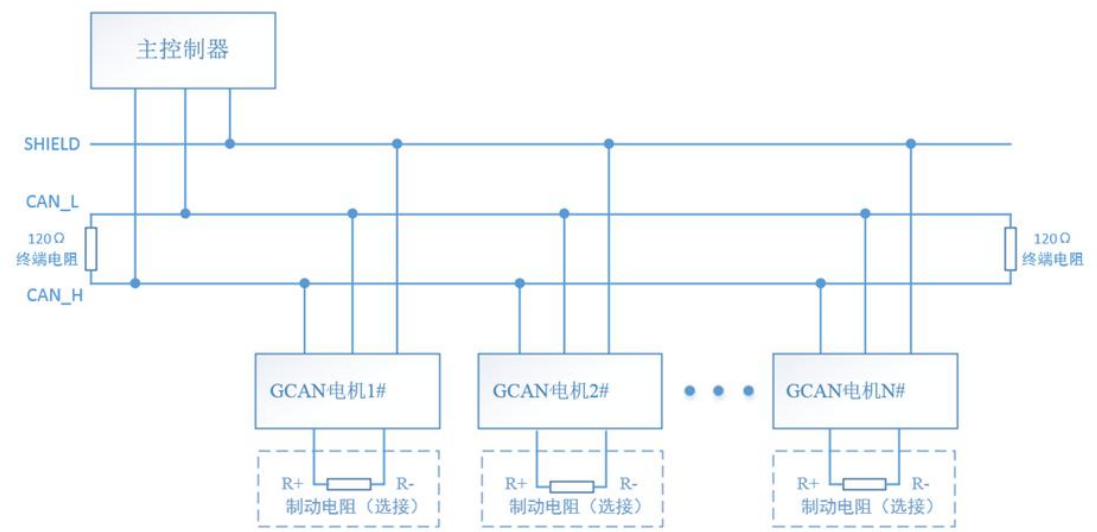 主控制器
SHIELD
CAN_L
120Ω
终端电阻
120Ω
终端电阻
CAN_H
GCAN电机1#
GCAN电机2#
GCAN电机N#
R+ R-
制动电阻（选接）
R+ R-
制动电阻（选接）
R+ R-
制动电阻（选接）